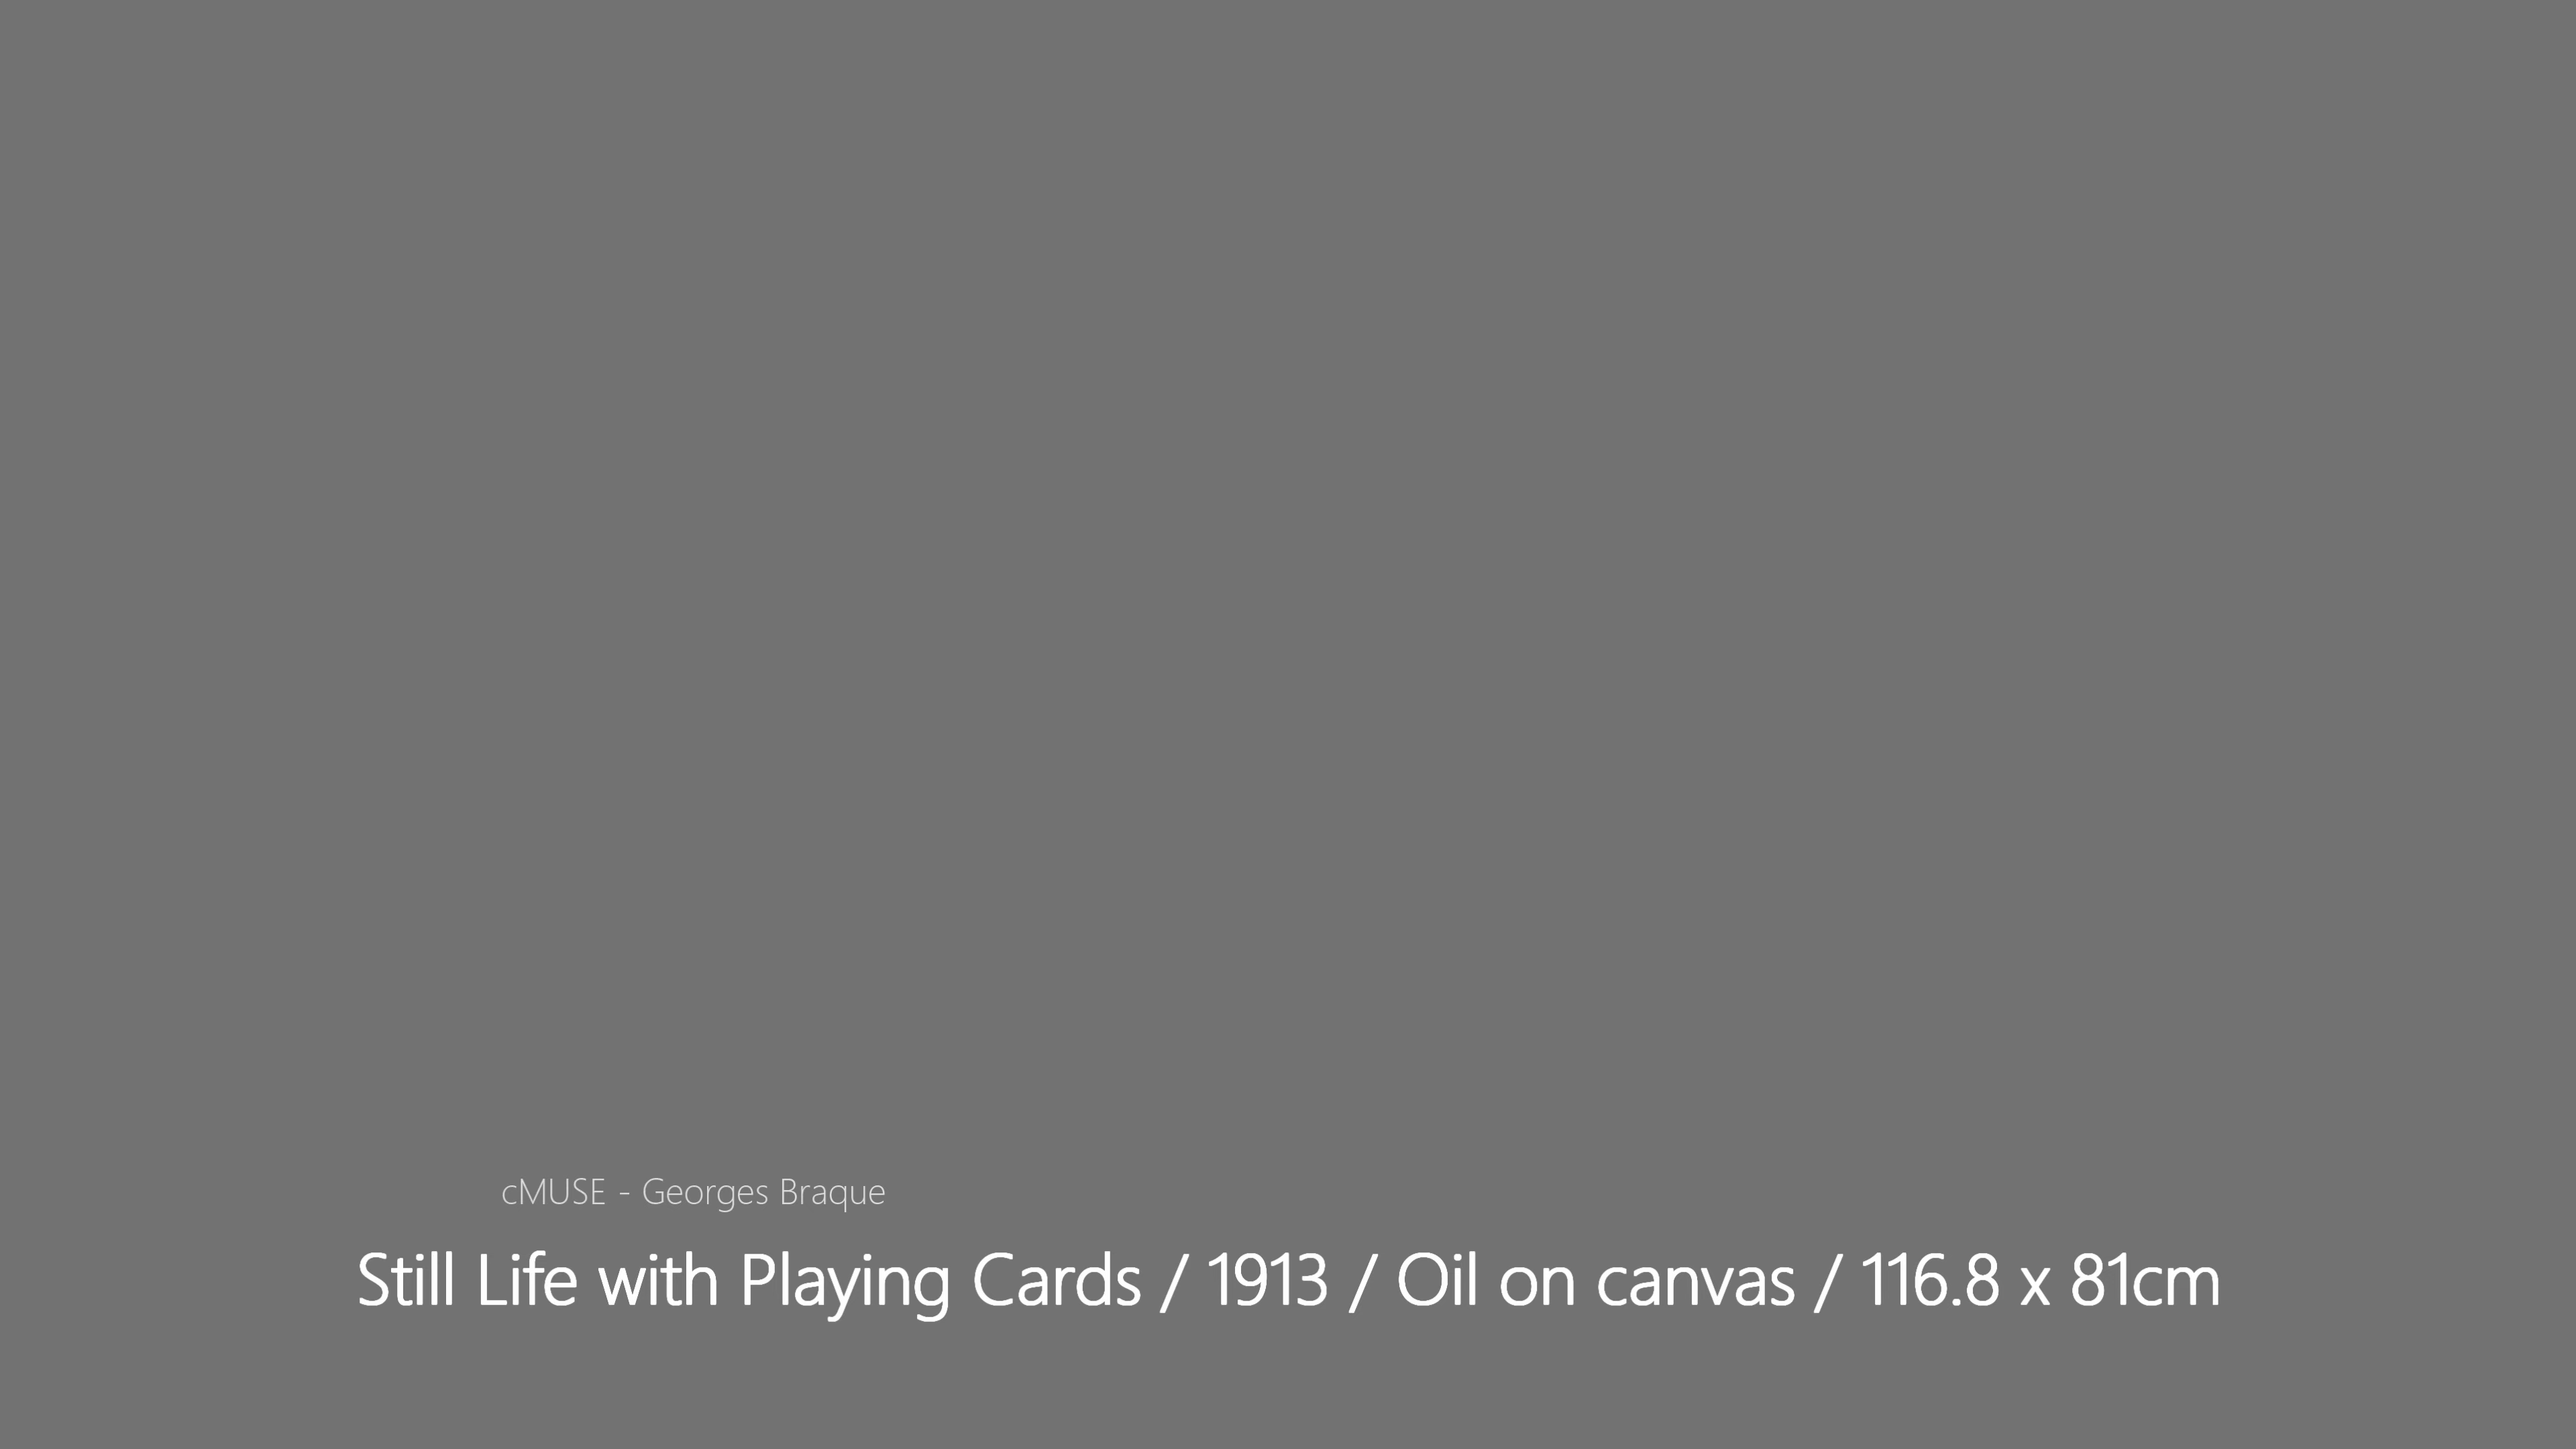 cMUSE - Georges Braque
Still Life with Playing Cards / 1913 / Oil on canvas / 116.8 x 81cm